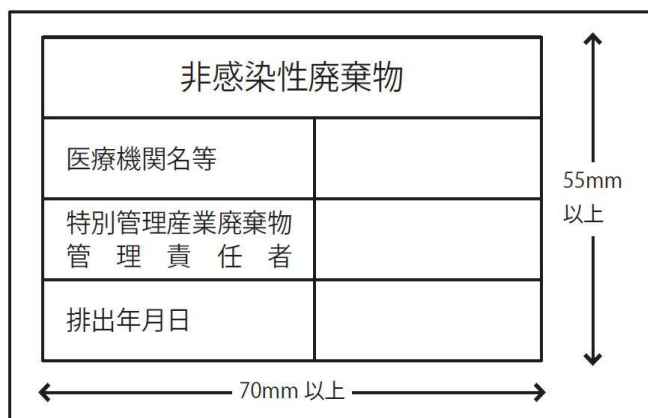 非感染性廃棄物
医療機関名等
特別管理産業廃棄物
管理責任者
排出年月日
55mm
以上
70mm 以上